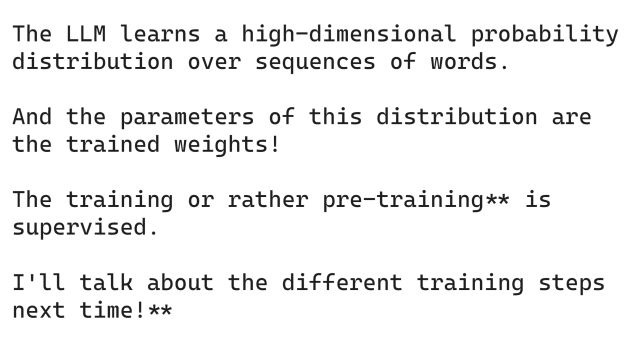 The LLM learns a high-dimensional probability
distribution over sequences of words.
And the parameters of this distribution are
the trained weights!
The training or rather pre-training** is
supervised.
I'll talk about the different training steps
next time!**